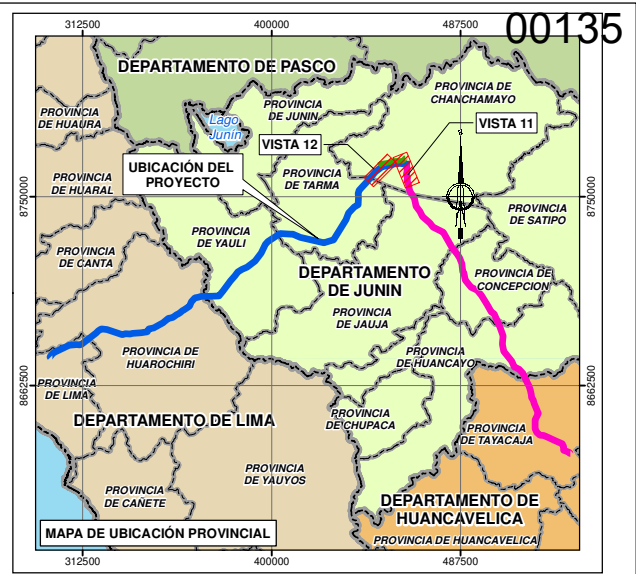 00135
312500
400000
487500
DEPARTAMENTO DE PASCO
PROVINCIA
DE HUAURA
Lago
Junín
PROVINCIA
DE JUNIN
PROVINCIA DE
CHANCHAMAYO
VISTA 11
VISTA 12
UBICACIÓN DEL
PROYECTO
PROVINCIA
DE HUARAL
PROVINCIA
DE TARMA
8750000
8750000
PROVINCIA
DE SATIPO
PROVINCIA
DE YAULI
PROVINCIA
DE CANTA
DEPARTAMENTO
DE JUNIN
PROVINCIA DE
CONCEPCION
PROVINCIA
DE JAUJA
PROVINCIA DE
HUAROCHIRI
PROVINCIA
DE HUANCAYO
PROVINCIA
DE LIMA
8662500
8662500
DEPARTAMENTO DE LIMA
PROVINCIA
DE CHUPACA
PROVINCIA
DE TAYACAJA
PROVINCIA
DE YAUYOS
PROVINCIA
DE CAÑETE
DEPARTAMENTO DE
HUANCAVELICA
MAPA DE UBICACIÓN PROVINCIAL
PROVINCIA DE HUANCAVELICA
312500
400000
487500